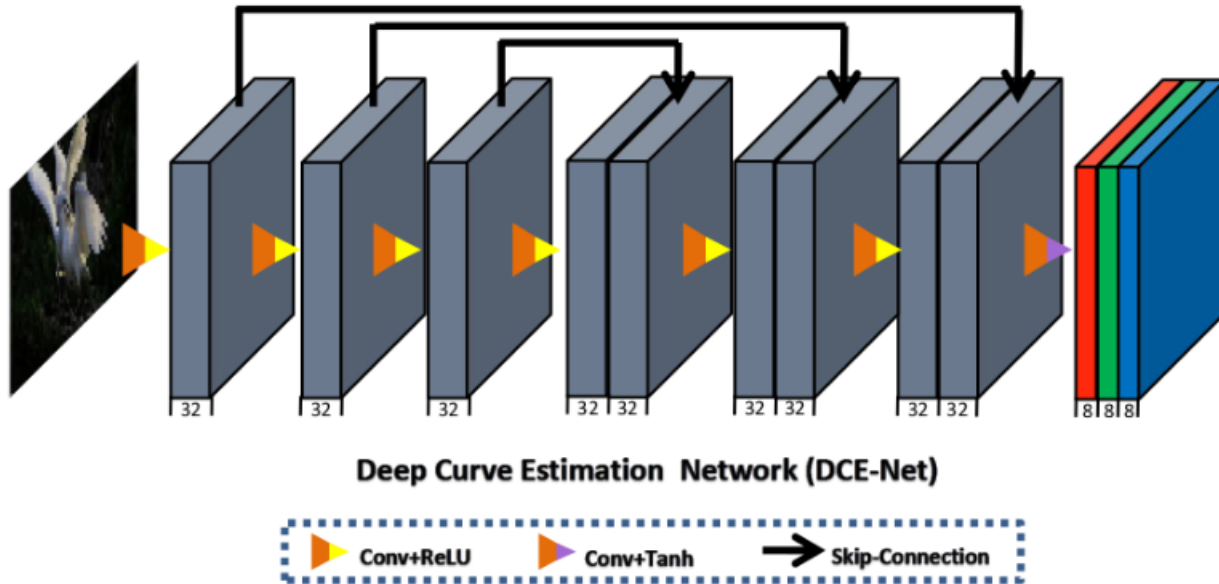 32 32 32 32 32 32 32 32 32 8 8 8
Deep Curve Estimation Network (DCE-Net)
Conv+ReLU Conv+Tanh Skip-Connection